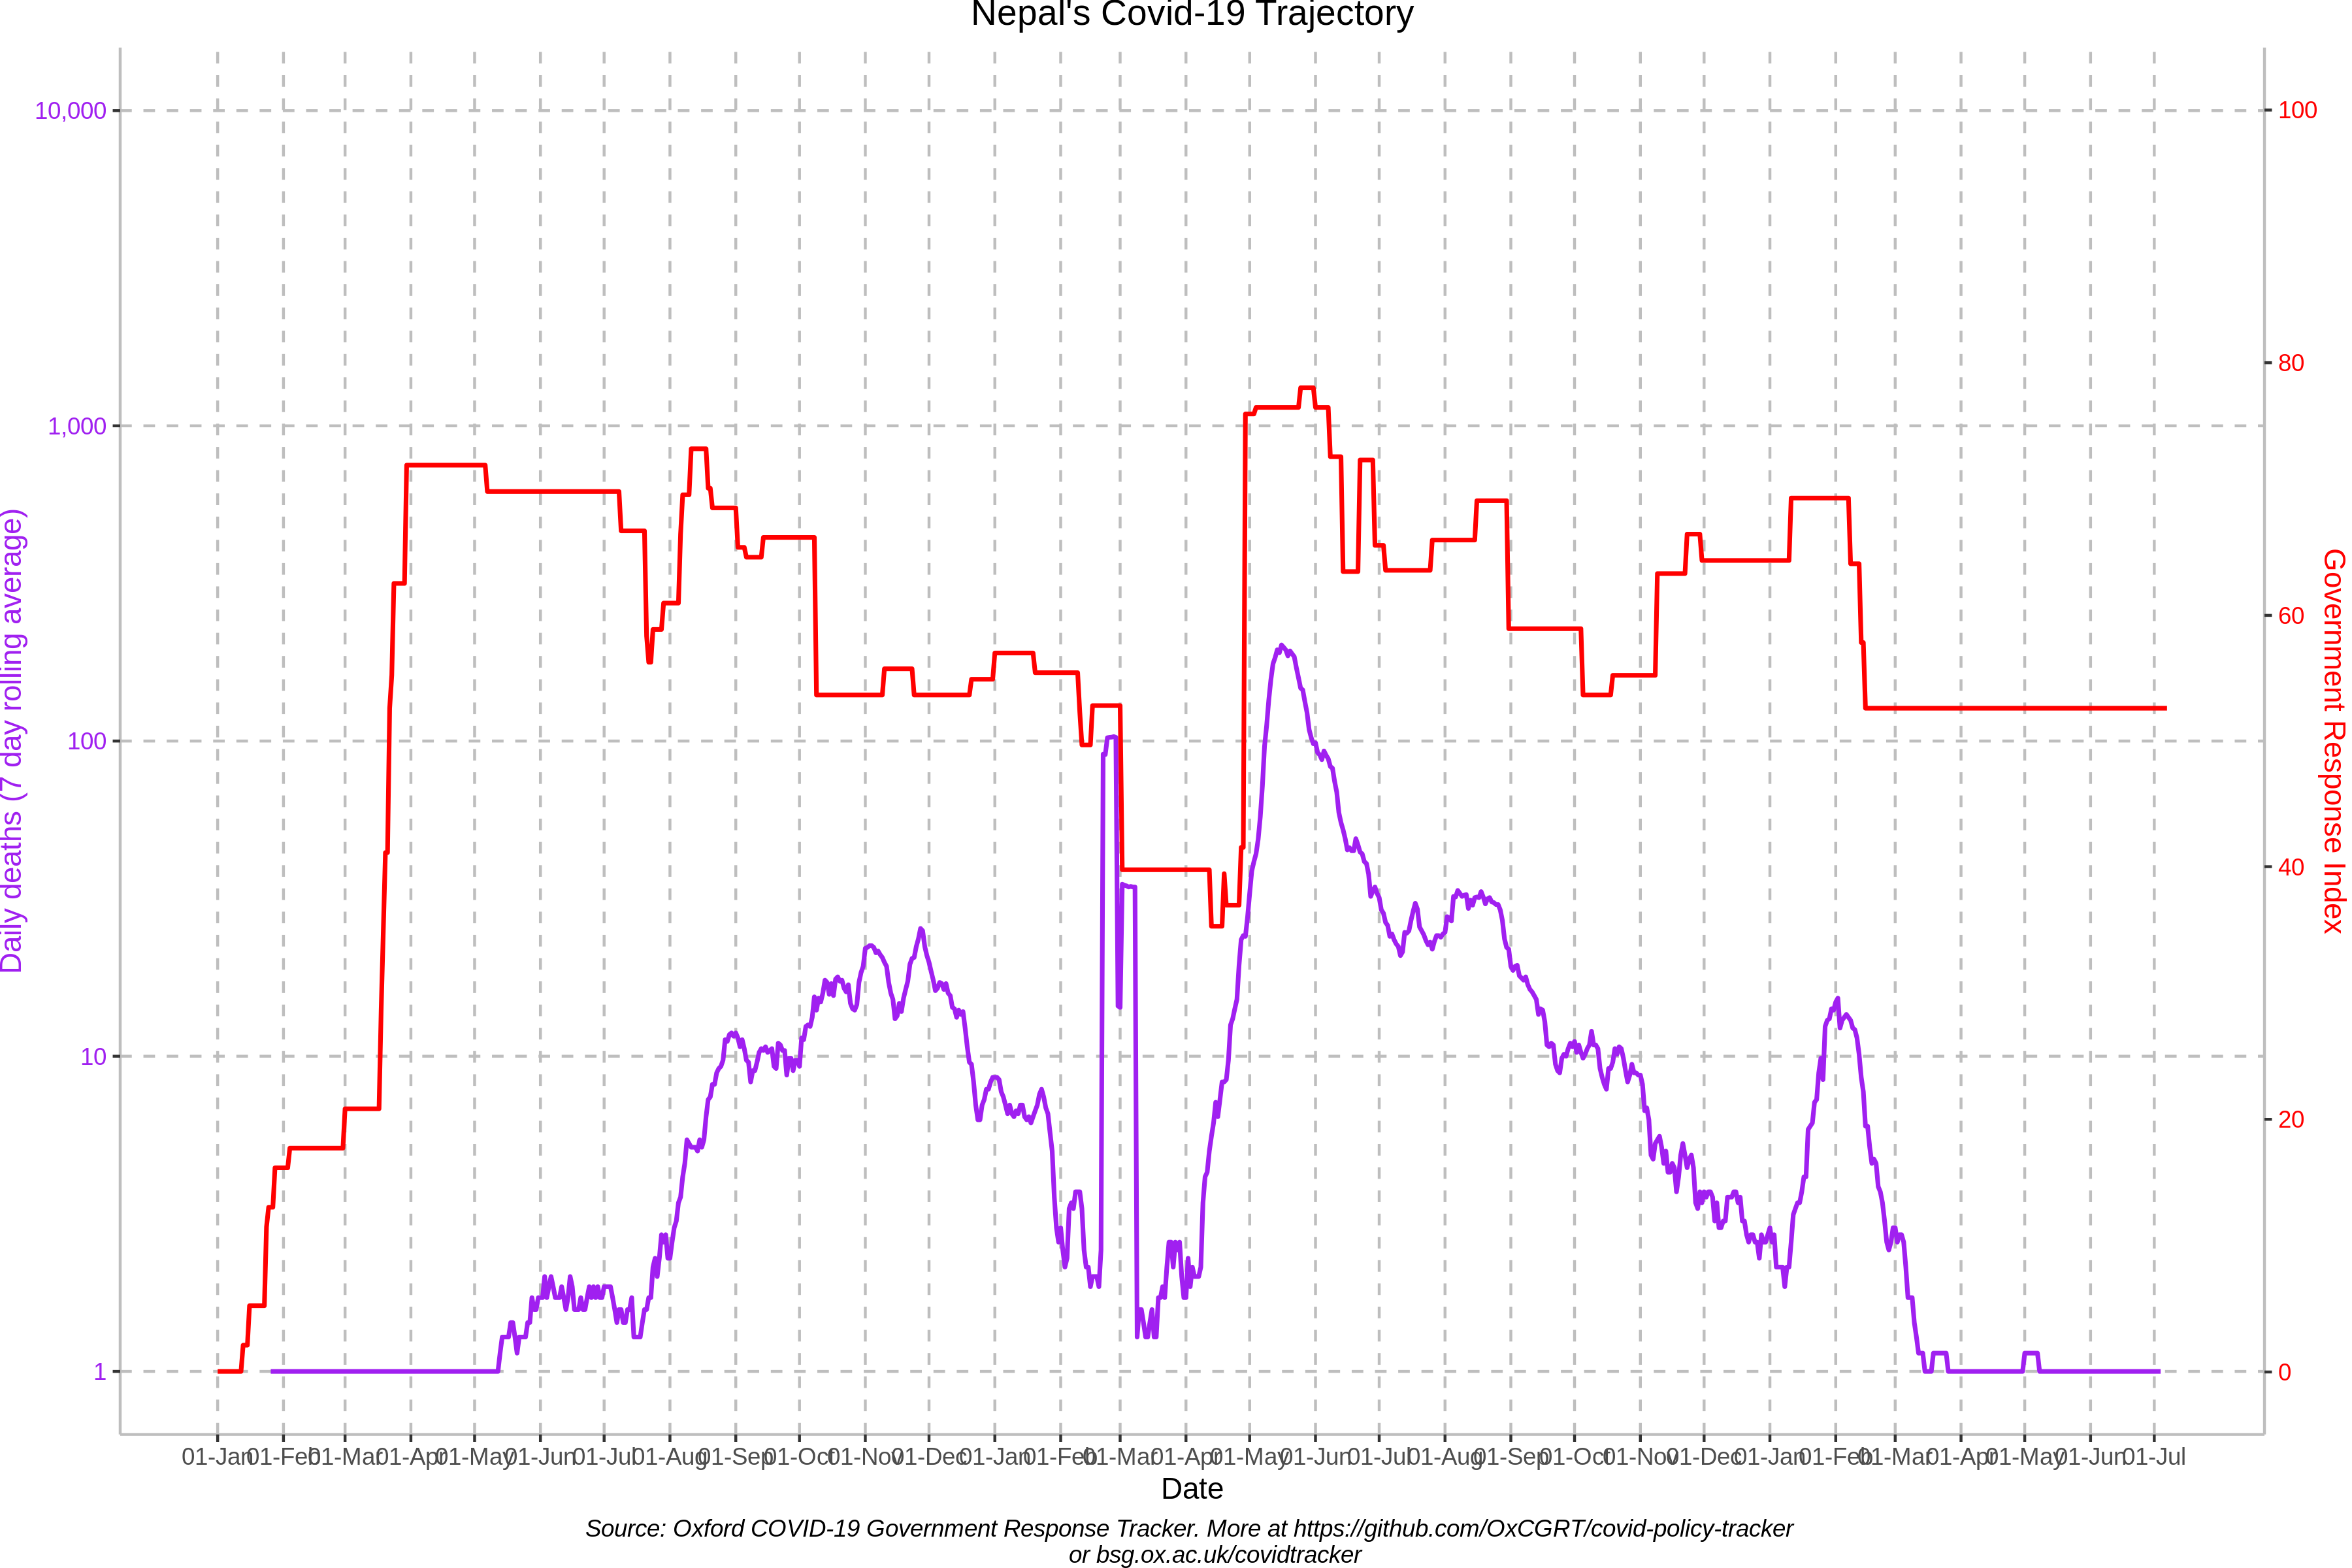 Nepal's Covid-19 Trajectory
10,000
1,000
100
10
1
Daily deaths (7 day rolling average)
100
80
60
40
20
0
Government Response Index
01-Jan 01-Feb 01-Mar 01-Apr 01-May 01-Jun 01-Jul 01-Aug 01-Sep 01-Oct 01-Nov 01-Dec 01-Jan 01-Feb 01-Mar 01-Apr 01-May 01-Jun 01-Jul 01-Aug 01-Sep 01-Oct 01-Nov 01-Dec 01-Jan 01-Feb 01-Mar 01-Apr 01-May 01-Jun 01-Jul
Date
Source: Oxford COVID-19 Government Response Tracker. More at https://github.com/OxCGRT/covid-policy-tracker
or bsg.ox.ac.uk/covidtracker